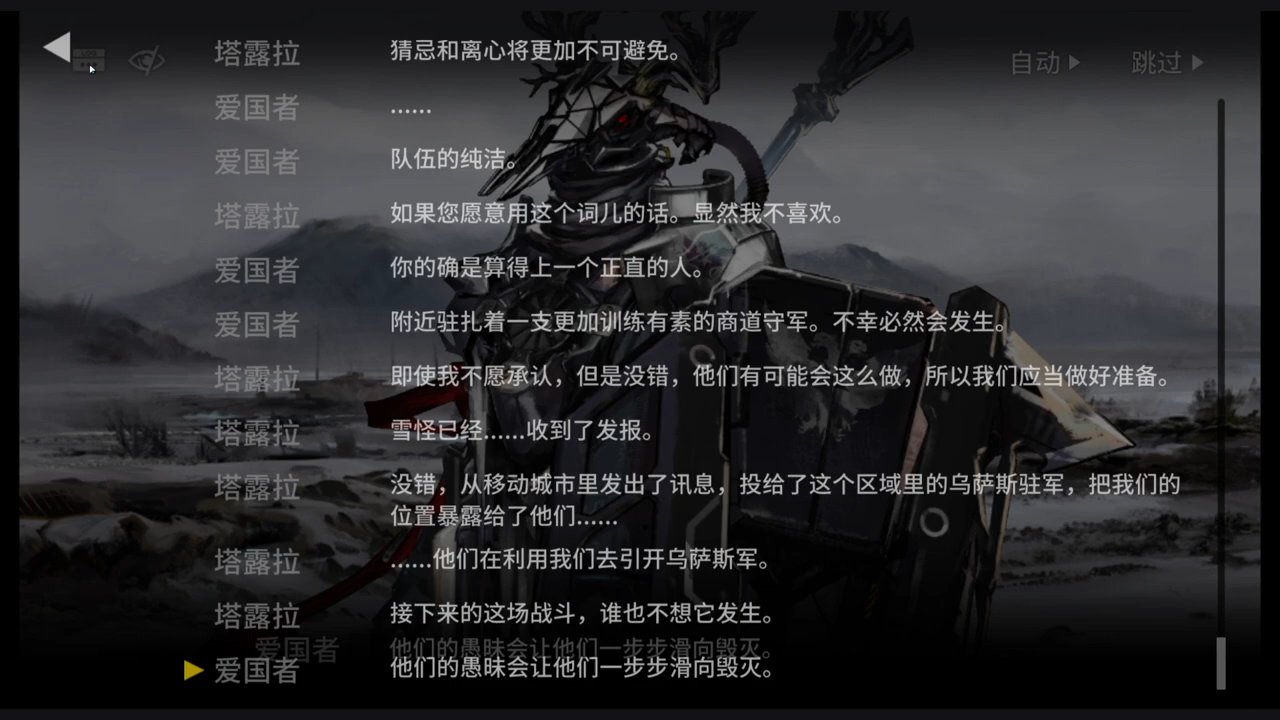 LOG
自动
跳过
塔露拉 猜忌和离心将更加不可避免。
爱国者 ......
爱国者 队伍的纯洁。
塔露拉 如果您愿意用这个词儿的话。显然我不喜欢。
爱国者 你的确是算得上一个正直的人。
爱国者 附近驻扎着一支更加训练有素的商道守军。不幸必然会发生。
塔露拉 即使我不愿承认，但是没错，他们有可能会这么做，所以我们应当做好准备。
塔露拉 雪怪已经......收到了发报。
塔露拉 没错，从移动城市里发出了讯息，投给了这个区域里的乌萨斯驻军，把我们的
位置暴露给了他们......
塔露拉 ......他们在利用我们去引开乌萨斯军。
塔露拉 接下来的这场战斗，谁也不想它发生。
爱国者 他们的愚昧会让他们一步步滑向毁灭。
爱国者 他们的愚昧会让他们一步步滑向毁灭。